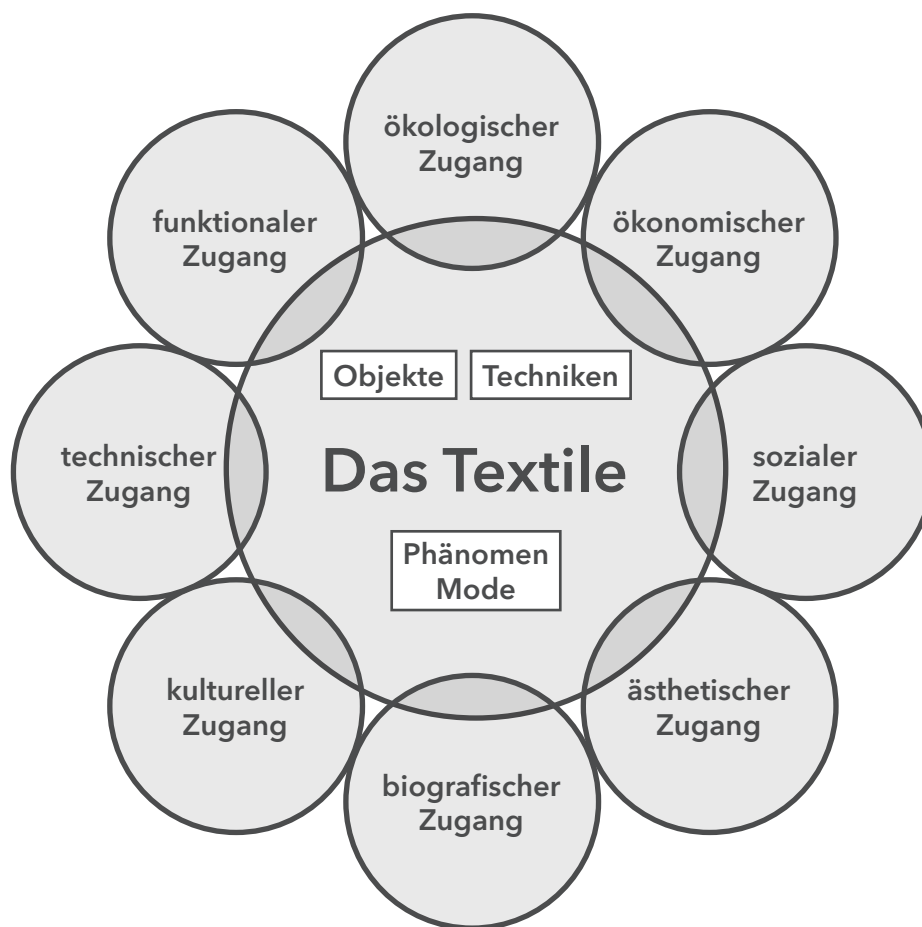 ökologischer
Zugang
funktionaler
Zugang
ökonomischer
Zugang
Objekte
Techniken
technischer
Zugang
Das Textile
sozialer
Zugang
Phänomen
Mode
kultureller
Zugang
ästhetischer
Zugang
biografischer
Zugang